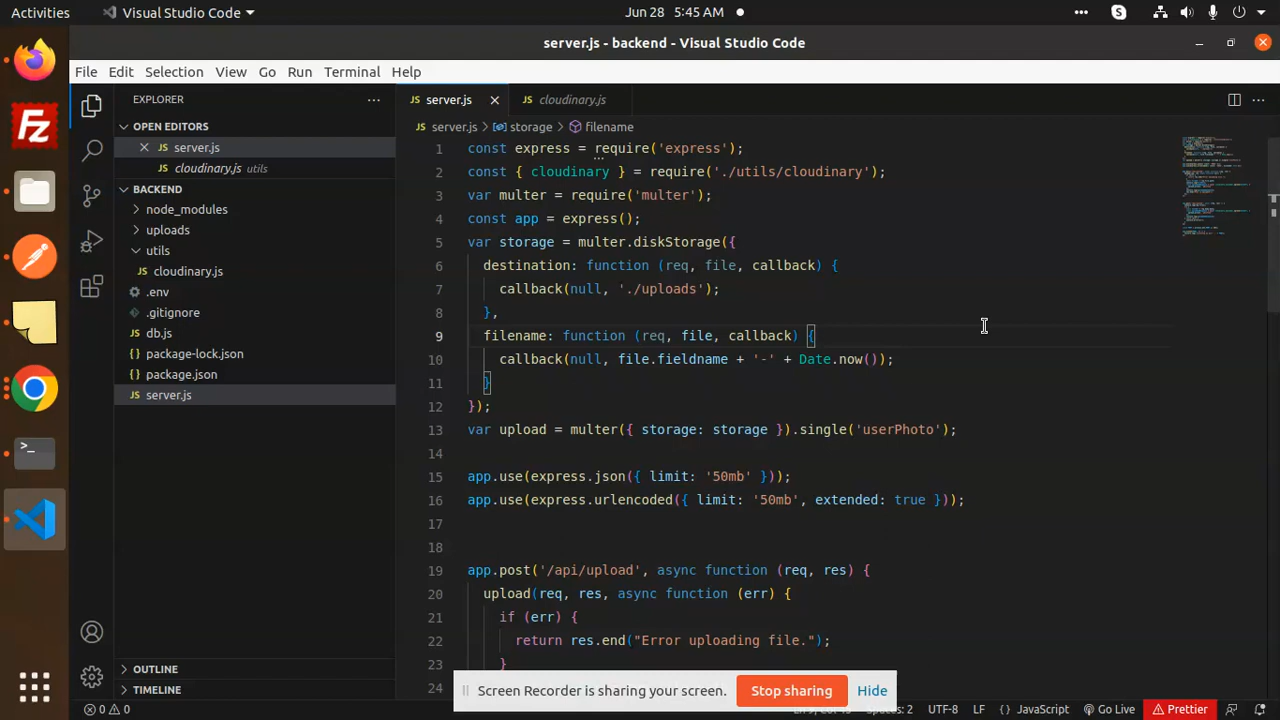 Activities
Visual Studio Code
Jun 28 5:45 AM
server.js - backend - Visual Studio Code
File Edit Selection View Go Run Terminal Help
EXPLORER
OPEN EDITORS
server.js
JS cloudinary.js utils
BACKEND
node_modules
uploads
utils
JS cloudinary.js
.env
.gitignore
JS db.js
package-lock.json
package.json
JS server.js
OUTLINE
TIMELINE
JS server.js
JS cloudinary.js
JS server.js > storage > filename
1 const express = require('express');
2 const { cloudinary } = require('./utils/cloudinary');
3 var multer = require('multer');
4 const app = express();
5 var storage = multer.diskStorage({
6 destination: function (req, file, callback) {
7 callback(null, './uploads');
8 },
9 filename: function (req, file, callback) {
10 callback(null, file.fieldname + '-' + Date.now());
11 }
12 });
13 var upload = multer({ storage: storage }).single('userPhoto');
14
15 app.use(express.json({ limit: '50mb' }));
16 app.use(express.urlencoded({ limit: '50mb', extended: true }));
17
18
19 app.post('/api/upload', async function (req, res) {
20 upload(req, res, async function (err) {
21 if (err) {
22 return res.end("Error uploading file.");
23 }
24
Screen Recorder is sharing your screen. Stop sharing Hide
0 0 UTF-8 LF JavaScript Go Live Prettier